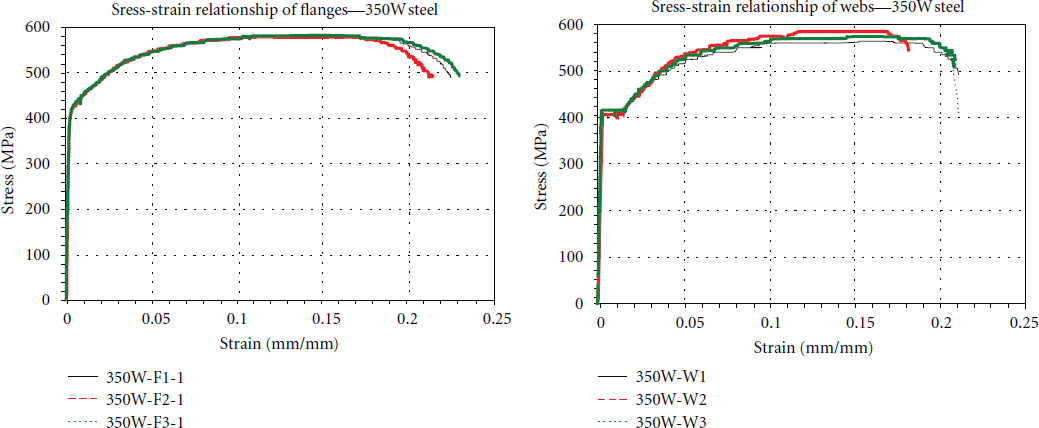 Sress-strain relationship of flanges—350W steel
600
500
400
300
200
100
0
Stress (MPa)
0 0.05 0.1 0.15 0.2 0.25
Strain (mm/mm)
350W-F1-1
350W-F2-1
350W-F3-1
Sress-strain relationship of webs—350W steel
600
500
400
300
200
100
0
Stress (MPa)
0 0.05 0.1 0.15 0.2 0.25
Strain (mm/mm)
350W-W1
350W-W2
350W-W3